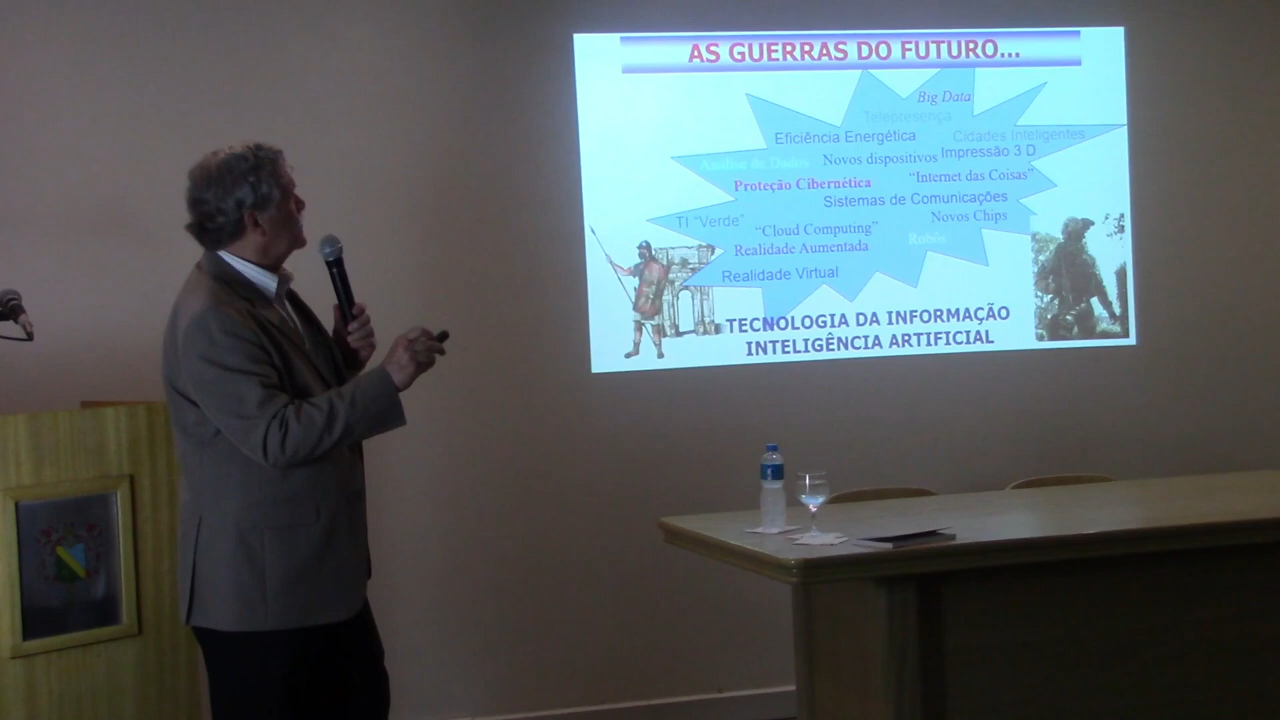 AS GUERRAS DO FUTURO...
Big Data
Telepresença
Eficiência Energética
Cidades Inteligentes
Análise de Dados
Novos dispositivos
Impressão 3 D
Proteção Cibernética
“Internet das Coisas”
Sistemas de Comunicações
TI “Verde”
Novos Chips
“Cloud Computing”
Robôs
Realidade Aumentada
Realidade Virtual
TECNOLOGIA DA INFORMAÇÃO
INTELIGÊNCIA ARTIFICIAL